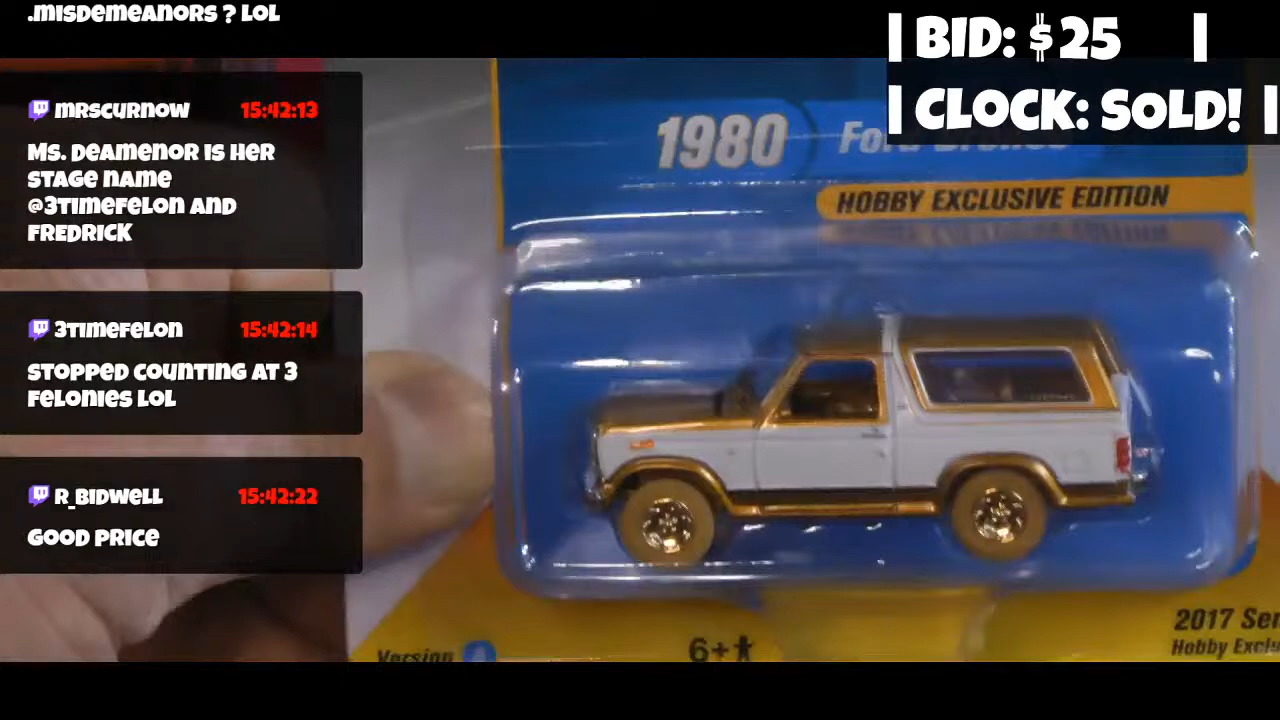 .misdemeanors ? LOL
| BID: $25 |
| CLOCK: SOLD! |
mrscurnow 15:42:13
Ms. Deamenor is her
stage name
@3timefelon and
FREDRICK
3timefelon 15:42:14
stopped counting at 3
felonies lol
R_Bidwell 15:42:22
good price
1980 Ford Bronco
HOBBY EXCLUSIVE EDITION
Version A
6+
2017
Hobby